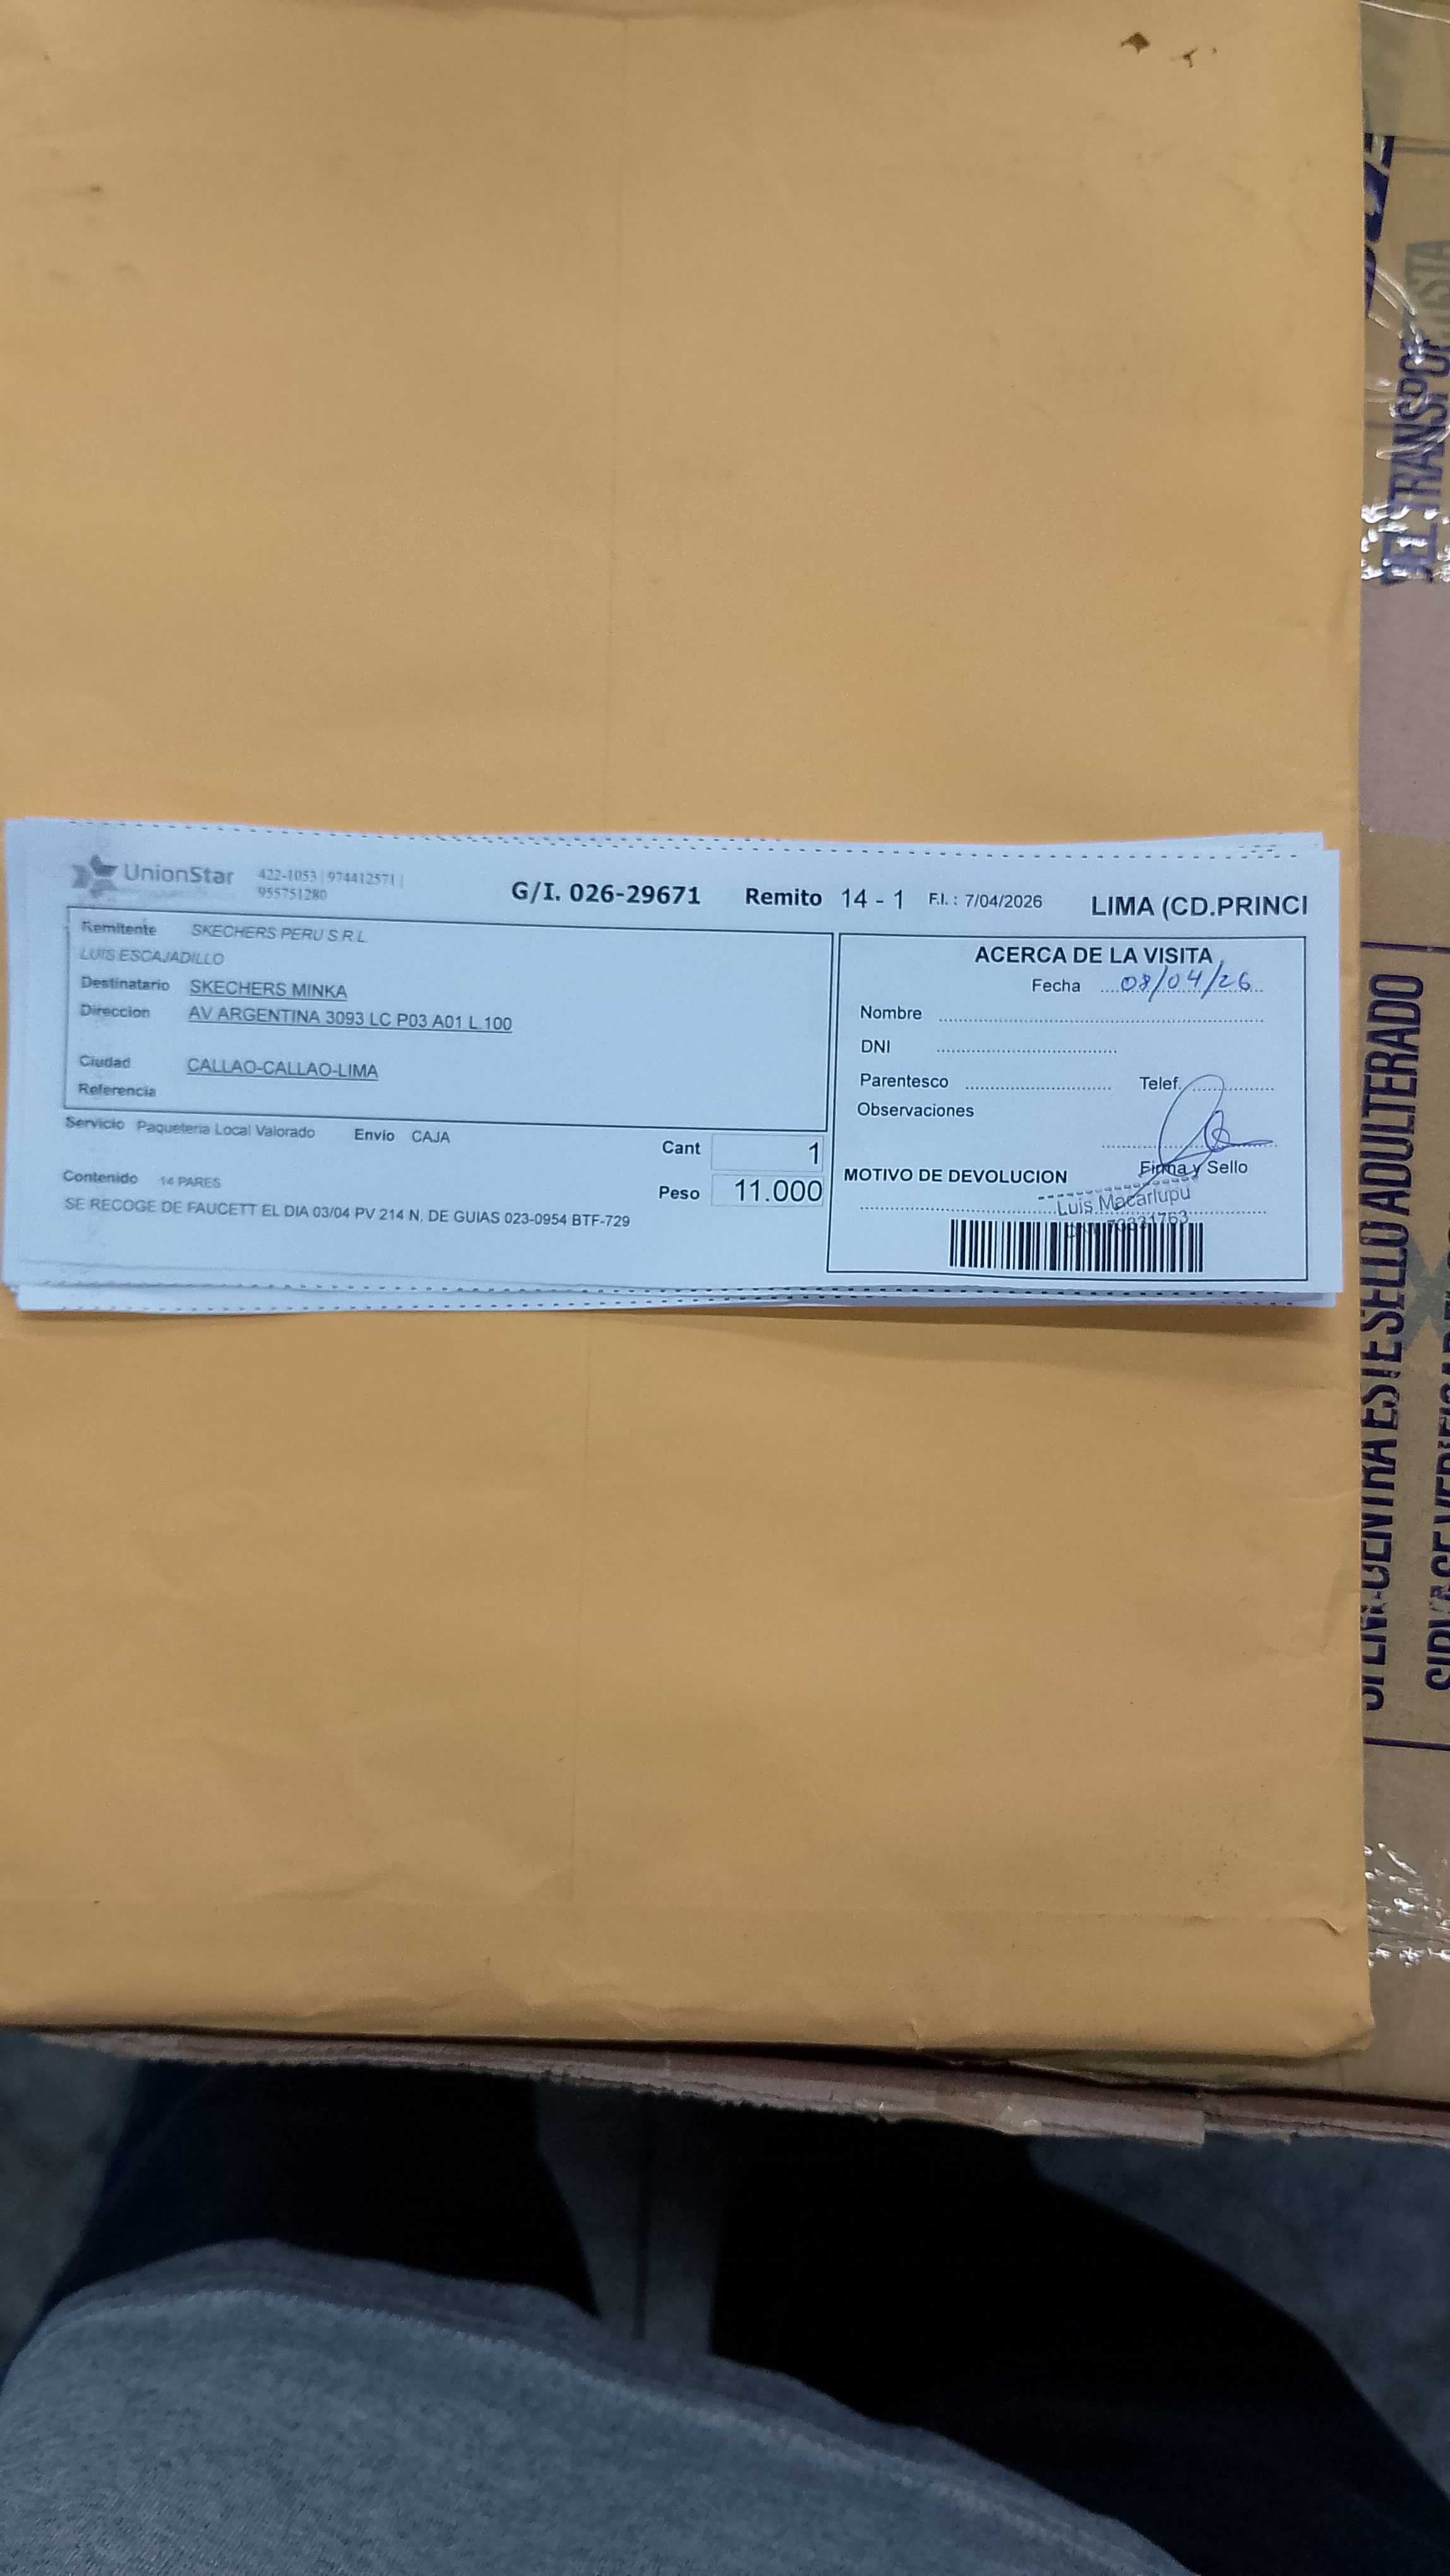 UnionStar 422-1053 | 974412571 |
955751280
G/I. 026-29671 Remito 14 - 1 F.I. : 7/04/2026 LIMA (CD.PRINCI
Remitente SKECHERS PERU S.R.L.
LUIS ESCAJADILLO
Destinatario SKECHERS MINKA
Direccion AV ARGENTINA 3093 LC P03 A01 L.100
Ciudad CALLAO-CALLAO-LIMA
Referencia
Servicio Paqueteria Local Valorado Envio CAJA
Cant 1
Contenido 14 PARES
Peso 11.000
SE RECOGE DE FAUCETT EL DIA 03/04 PV 214 N. DE GUIAS 023-0954 BTF-729
ACERCA DE LA VISITA
Fecha 08/04/26
Nombre
DNI
Parentesco Telef.
Observaciones
Firma y Sello
MOTIVO DE DEVOLUCION
Luis Macarlupu
DEL TRANSPOR
ESTE SELLO ADULTERADO